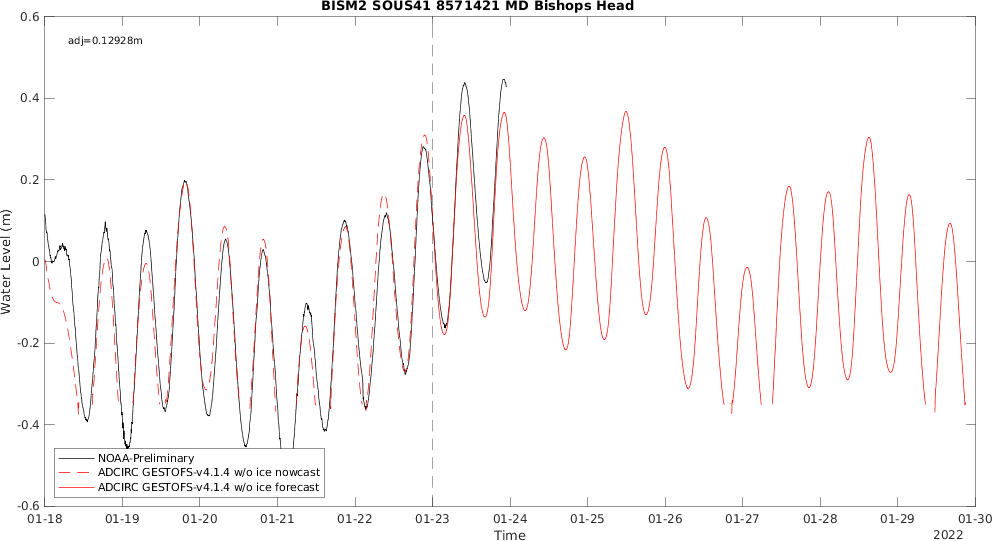 BISM2 SOUS41 8571421 MD Bishops Head
adj=0.12928m
0.6
0.4
0.2
0
-0.2
-0.4
-0.6
Water Level (m)
NOAA-Preliminary
ADCIRC GESTOFS-v4.1.4 w/o ice nowcast
ADCIRC GESTOFS-v4.1.4 w/o ice forecast
01-18 01-19 01-20 01-21 01-22 01-23 01-24 01-25 01-26 01-27 01-28 01-29 01-30
Time
2022